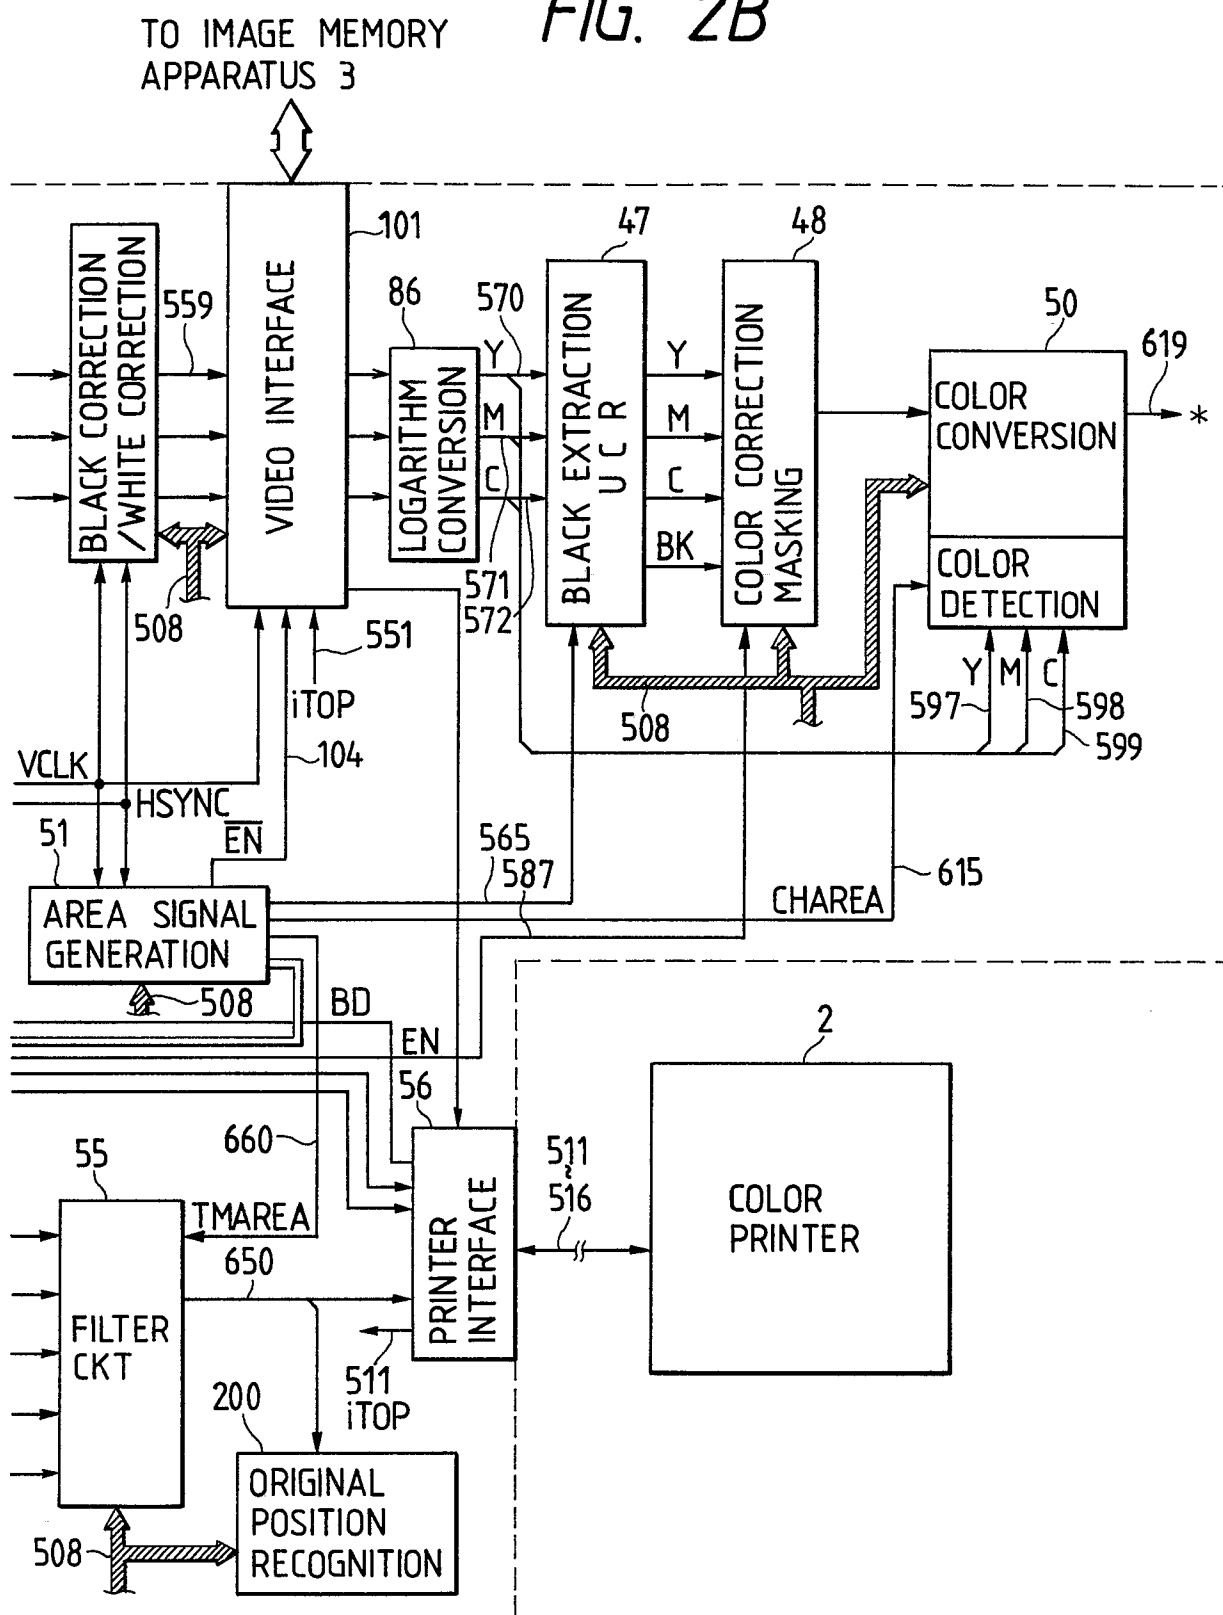 FIG. 2B
TO IMAGE MEMORY
APPARATUS 3
101
47
48
559
86
570
50
619
BLACK CORRECTION
/WHITE CORRECTION
VIDEO INTERFACE
LOGARITHM
CONVERSION
Y
M
C
BLACK EXTRACTION
UCR
Y
M
C
BK
COLOR CORRECTION
MASKING
COLOR
CONVERSION
*
COLOR
DETECTION
571
572
508
551
iTOP
104
508
Y M C
597
598
599
VCLK
HSYNC
51
EN
565
587
615
CHAREA
AREA SIGNAL
GENERATION
508
BD
EN
2
56
660
55
511
~
516
TMAREA
650
COLOR
PRINTER
PRINTER
INTERFACE
FILTER
CKT
511
iTOP
200
ORIGINAL
POSITION
RECOGNITION
508